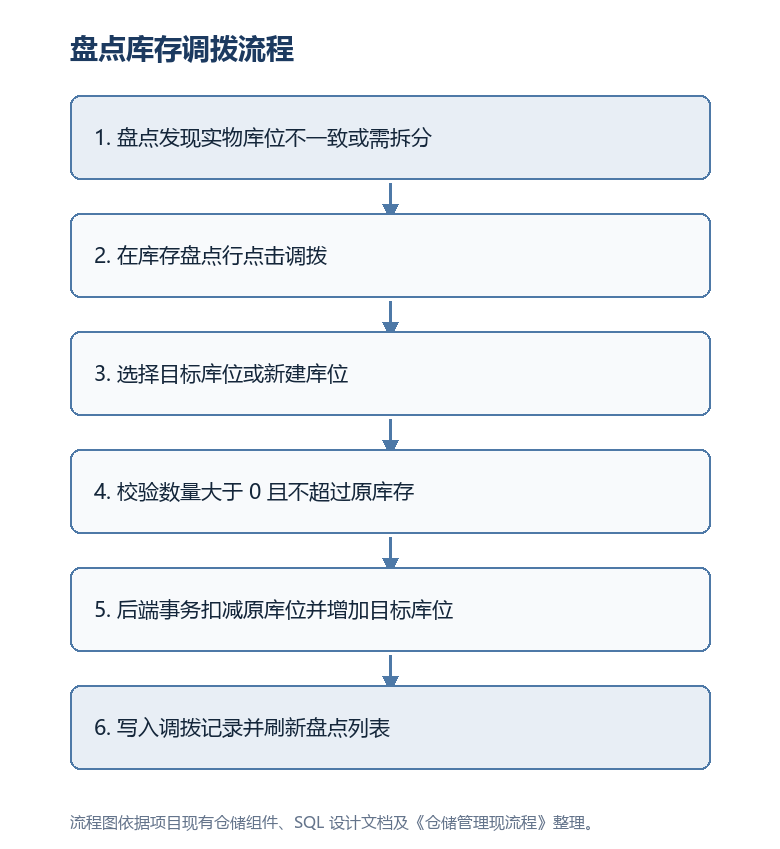 盘点库存调拨流程
1. 盘点发现实物库位不一致或需拆分
2. 在库存盘点行点击调拨
3. 选择目标库位或新建库位
4. 校验数量大于 0 且不超过原库存
5. 后端事务扣减原库位并增加目标库位
6. 写入调拨记录并刷新盘点列表
流程图依据项目现有仓储组件、SQL 设计文档及《仓储管理现流程》整理。